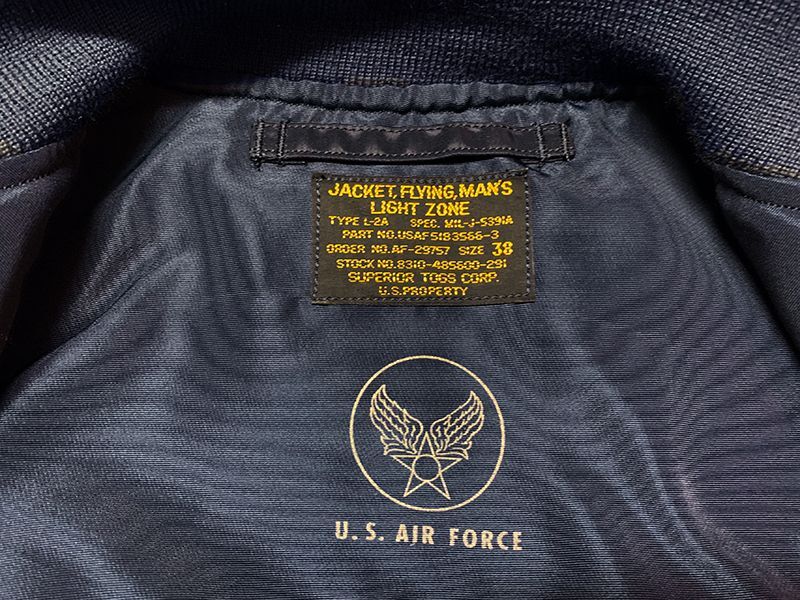 JACKET, FLYING, MAN'S
LIGHT ZONE
TYPE L-2A SPEC. MIL-J-5391A
PART NO. USAF5183566-3
ORDER NO. AF-29757 SIZE 38
STOCK NO. 8310-485600-291
SUPERIOR TOGS CORP.
U.S. PROPERTY
U. S. AIR FORCE